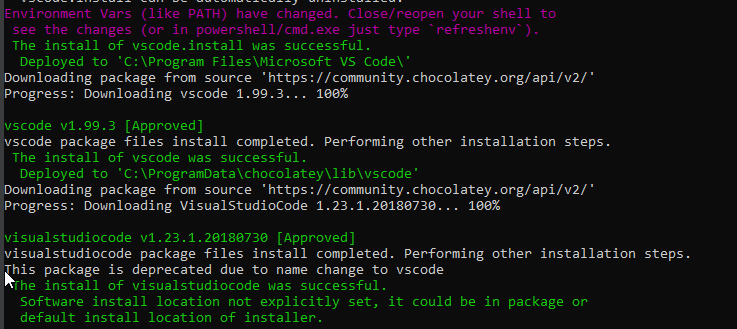 vscode.install can be automatically uninstalled.
Environment Vars (like PATH) have changed. Close/reopen your shell to
see the changes (or in powershell/cmd.exe just type `refreshenv`).
The install of vscode.install was successful.
Deployed to 'C:\Program Files\Microsoft VS Code\'
Downloading package from source 'https://community.chocolatey.org/api/v2/'
Progress: Downloading vscode 1.99.3... 100%
vscode v1.99.3 [Approved]
vscode package files install completed. Performing other installation steps.
The install of vscode was successful.
Deployed to 'C:\ProgramData\chocolatey\lib\vscode'
Downloading package from source 'https://community.chocolatey.org/api/v2/'
Progress: Downloading VisualStudioCode 1.23.1.20180730... 100%
visualstudiocode v1.23.1.20180730 [Approved]
visualstudiocode package files install completed. Performing other installation steps.
This package is deprecated due to name change to vscode
The install of visualstudiocode was successful.
Software install location not explicitly set, it could be in package or
default install location of installer.